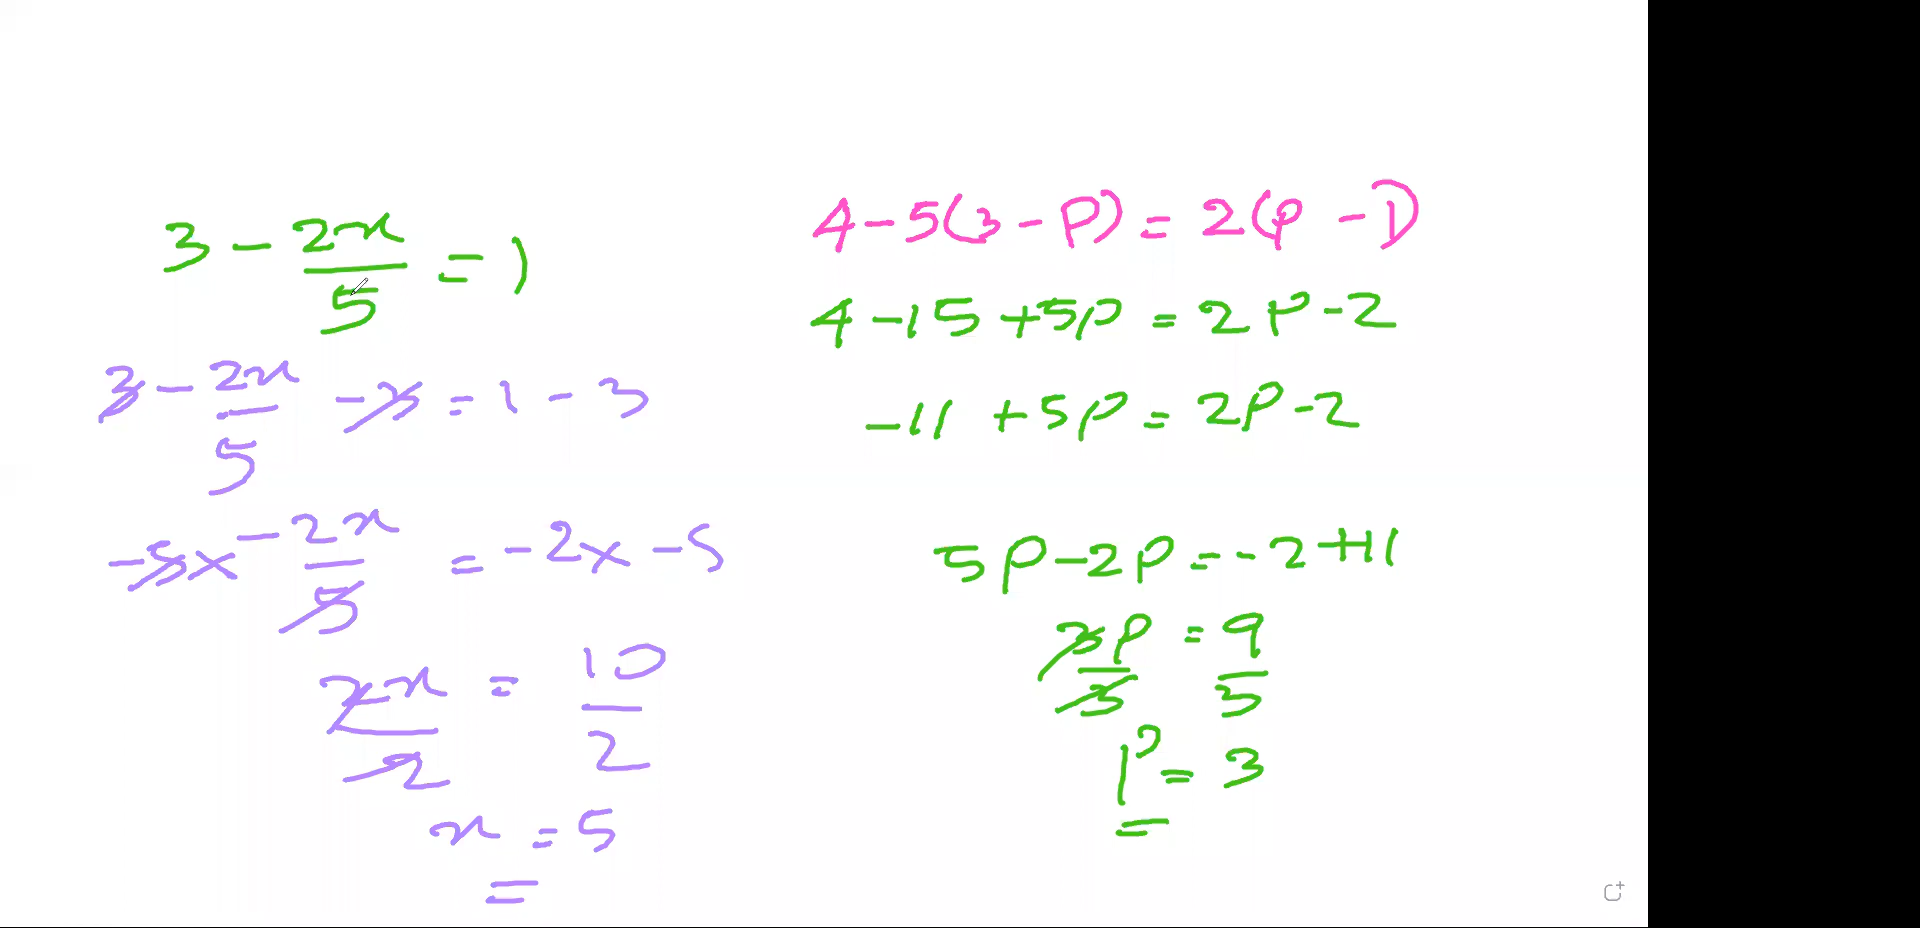 3 - 2x/5 = 1
3 - 2x/5 - 3 = 1 - 3
-5 x -2x/5 = -2 x -5
2x/2 = 10/2
x = 5
4 - 5(3 - P) = 2(P - 1)
4 - 15 + 5P = 2P - 2
-11 + 5P = 2P - 2
5P - 2P = -2 + 11
3P/3 = 9/3
P = 3